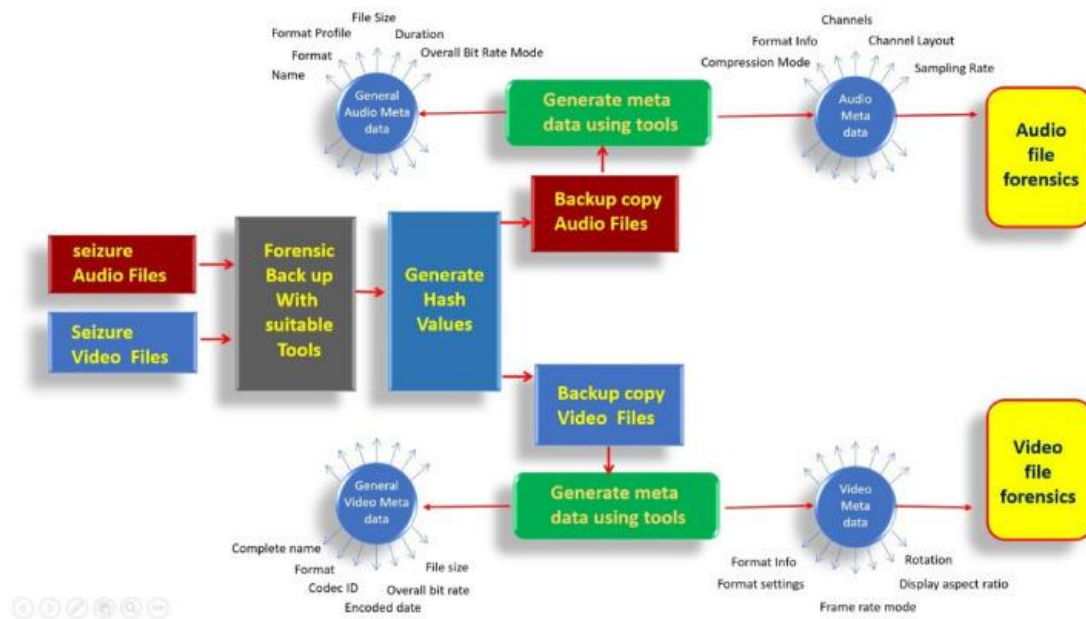 File Size
Channels
Format Profile
Duration
Format Info
Channel Layout
Format
Overall Bit Rate Mode
Compression Mode
Name
Sampling Rate
General
Audio Meta
data
Generate meta
data using tools
Audio
Meta
data
Audio
file
forensics
Backup copy
Audio Files
seizure
Audio Files
Seizure
Video Files
Forensic
Back up
With
suitable
Tools
Generate
Hash
Values
Backup copy
Video Files
General
Video Meta
data
Generate meta
data using tools
Video
Meta
data
Video
file
forensics
Complete name
Format
Codec ID
Encoded date
Overall bit rate
File size
Format Info
Format settings
Frame rate mode
Rotation
Display aspect ratio